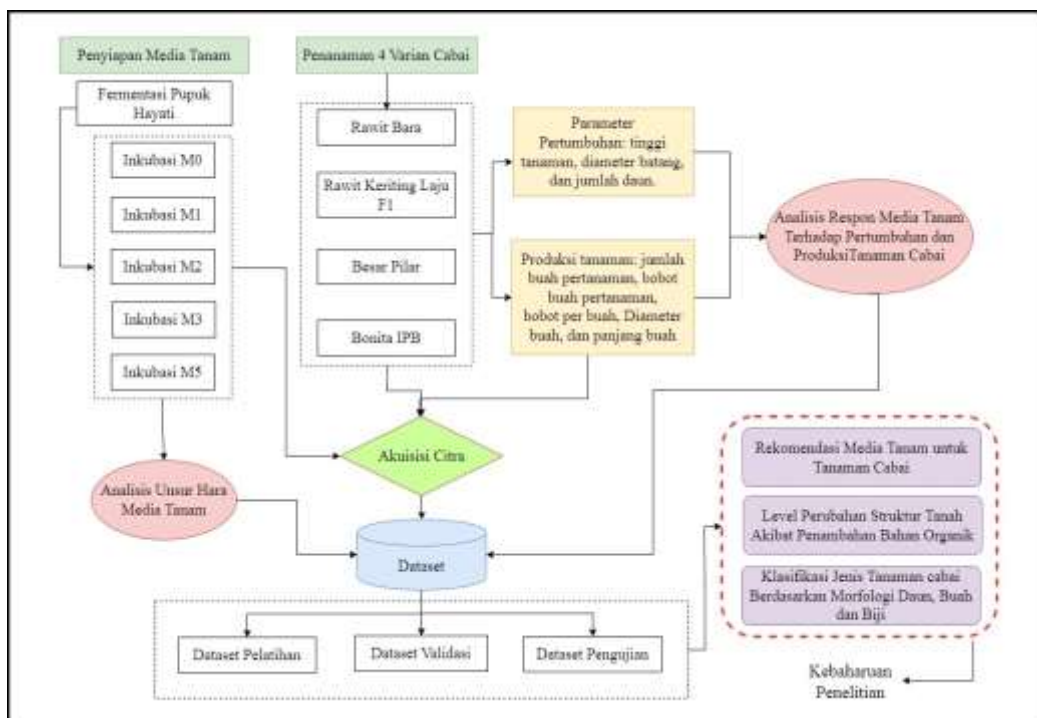 Penyiapan Media Tanam
Fermentasi Pupuk
Hayati
Inkubasi M0
Inkubasi M1
Inkubasi M2
Inkubasi M3
Inkubasi M5
Analisis Unsur Hara
Media Tanam
Penanaman 4 Varian Cabai
Rawit Bara
Rawit Keriting Laju
F1
Besar Pilar
Bonita IPB
Parameter
Pertumbuhan: tinggi
tanaman, diameter batang,
dan jumlah daun.
Produksi tanaman: jumlah
buah pertanaman, bobot
buah pertanaman,
bobot per buah, Diameter
buah, dan panjang buah
Analisis Respon Media Tanam
Terhadap Pertumbuhan dan
ProduksiTanaman Cabai
Akuisisi Citra
Dataset
Dataset Pelatihan
Dataset Validasi
Dataset Pengujian
Rekomendasi Media Tanam untuk
Tanaman Cabai
Level Perubahan Struktur Tanah
Akibat Penambahan Bahan Organik
Klasifikasi Jenis Tanaman cabai
Berdasarkan Morfologi Daun, Buah
dan Biji
Kebaharuan
Penelitian